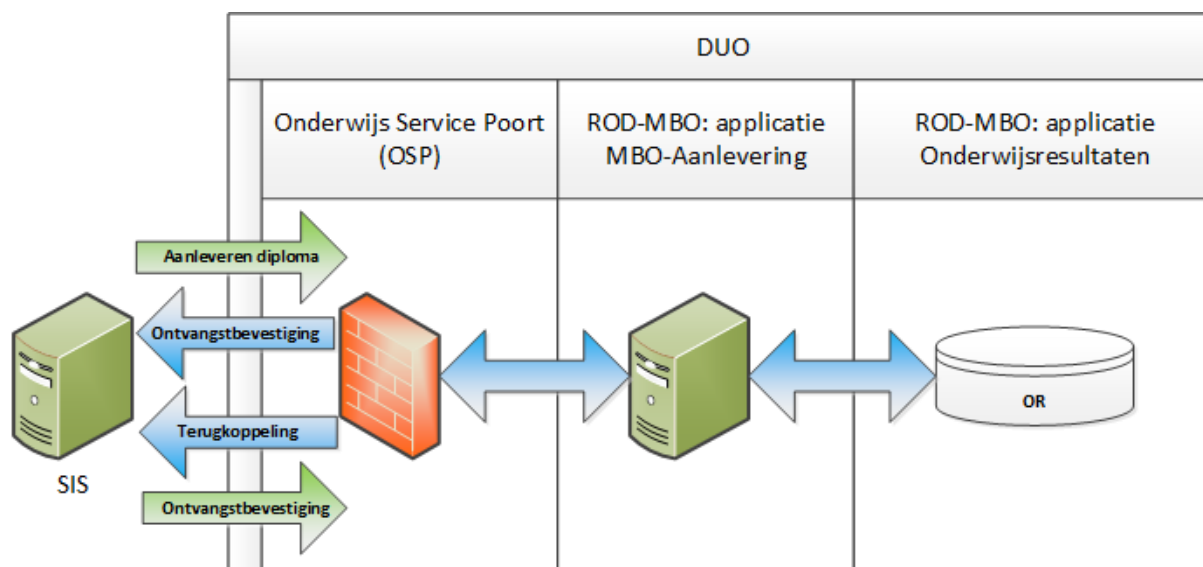 DUO
Onderwijs Service Poort
(OSP)
ROD-MBO: applicatie
MBO-Aanlevering
ROD-MBO: applicatie
Onderwijsresultaten
Aanleveren diploma
Ontvangstbevestiging
Terugkoppeling
Ontvangstbevestiging
SIS
OR